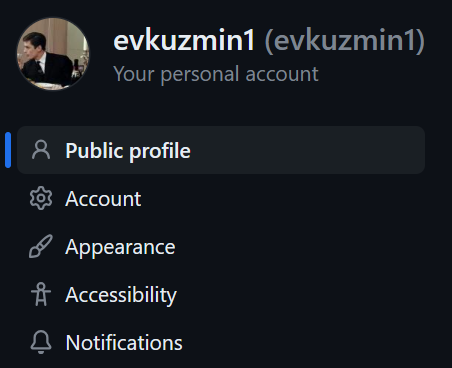 evkuzmin1 (evkuzmin1)
Your personal account
Public profile
Account
Appearance
Accessibility
Notifications